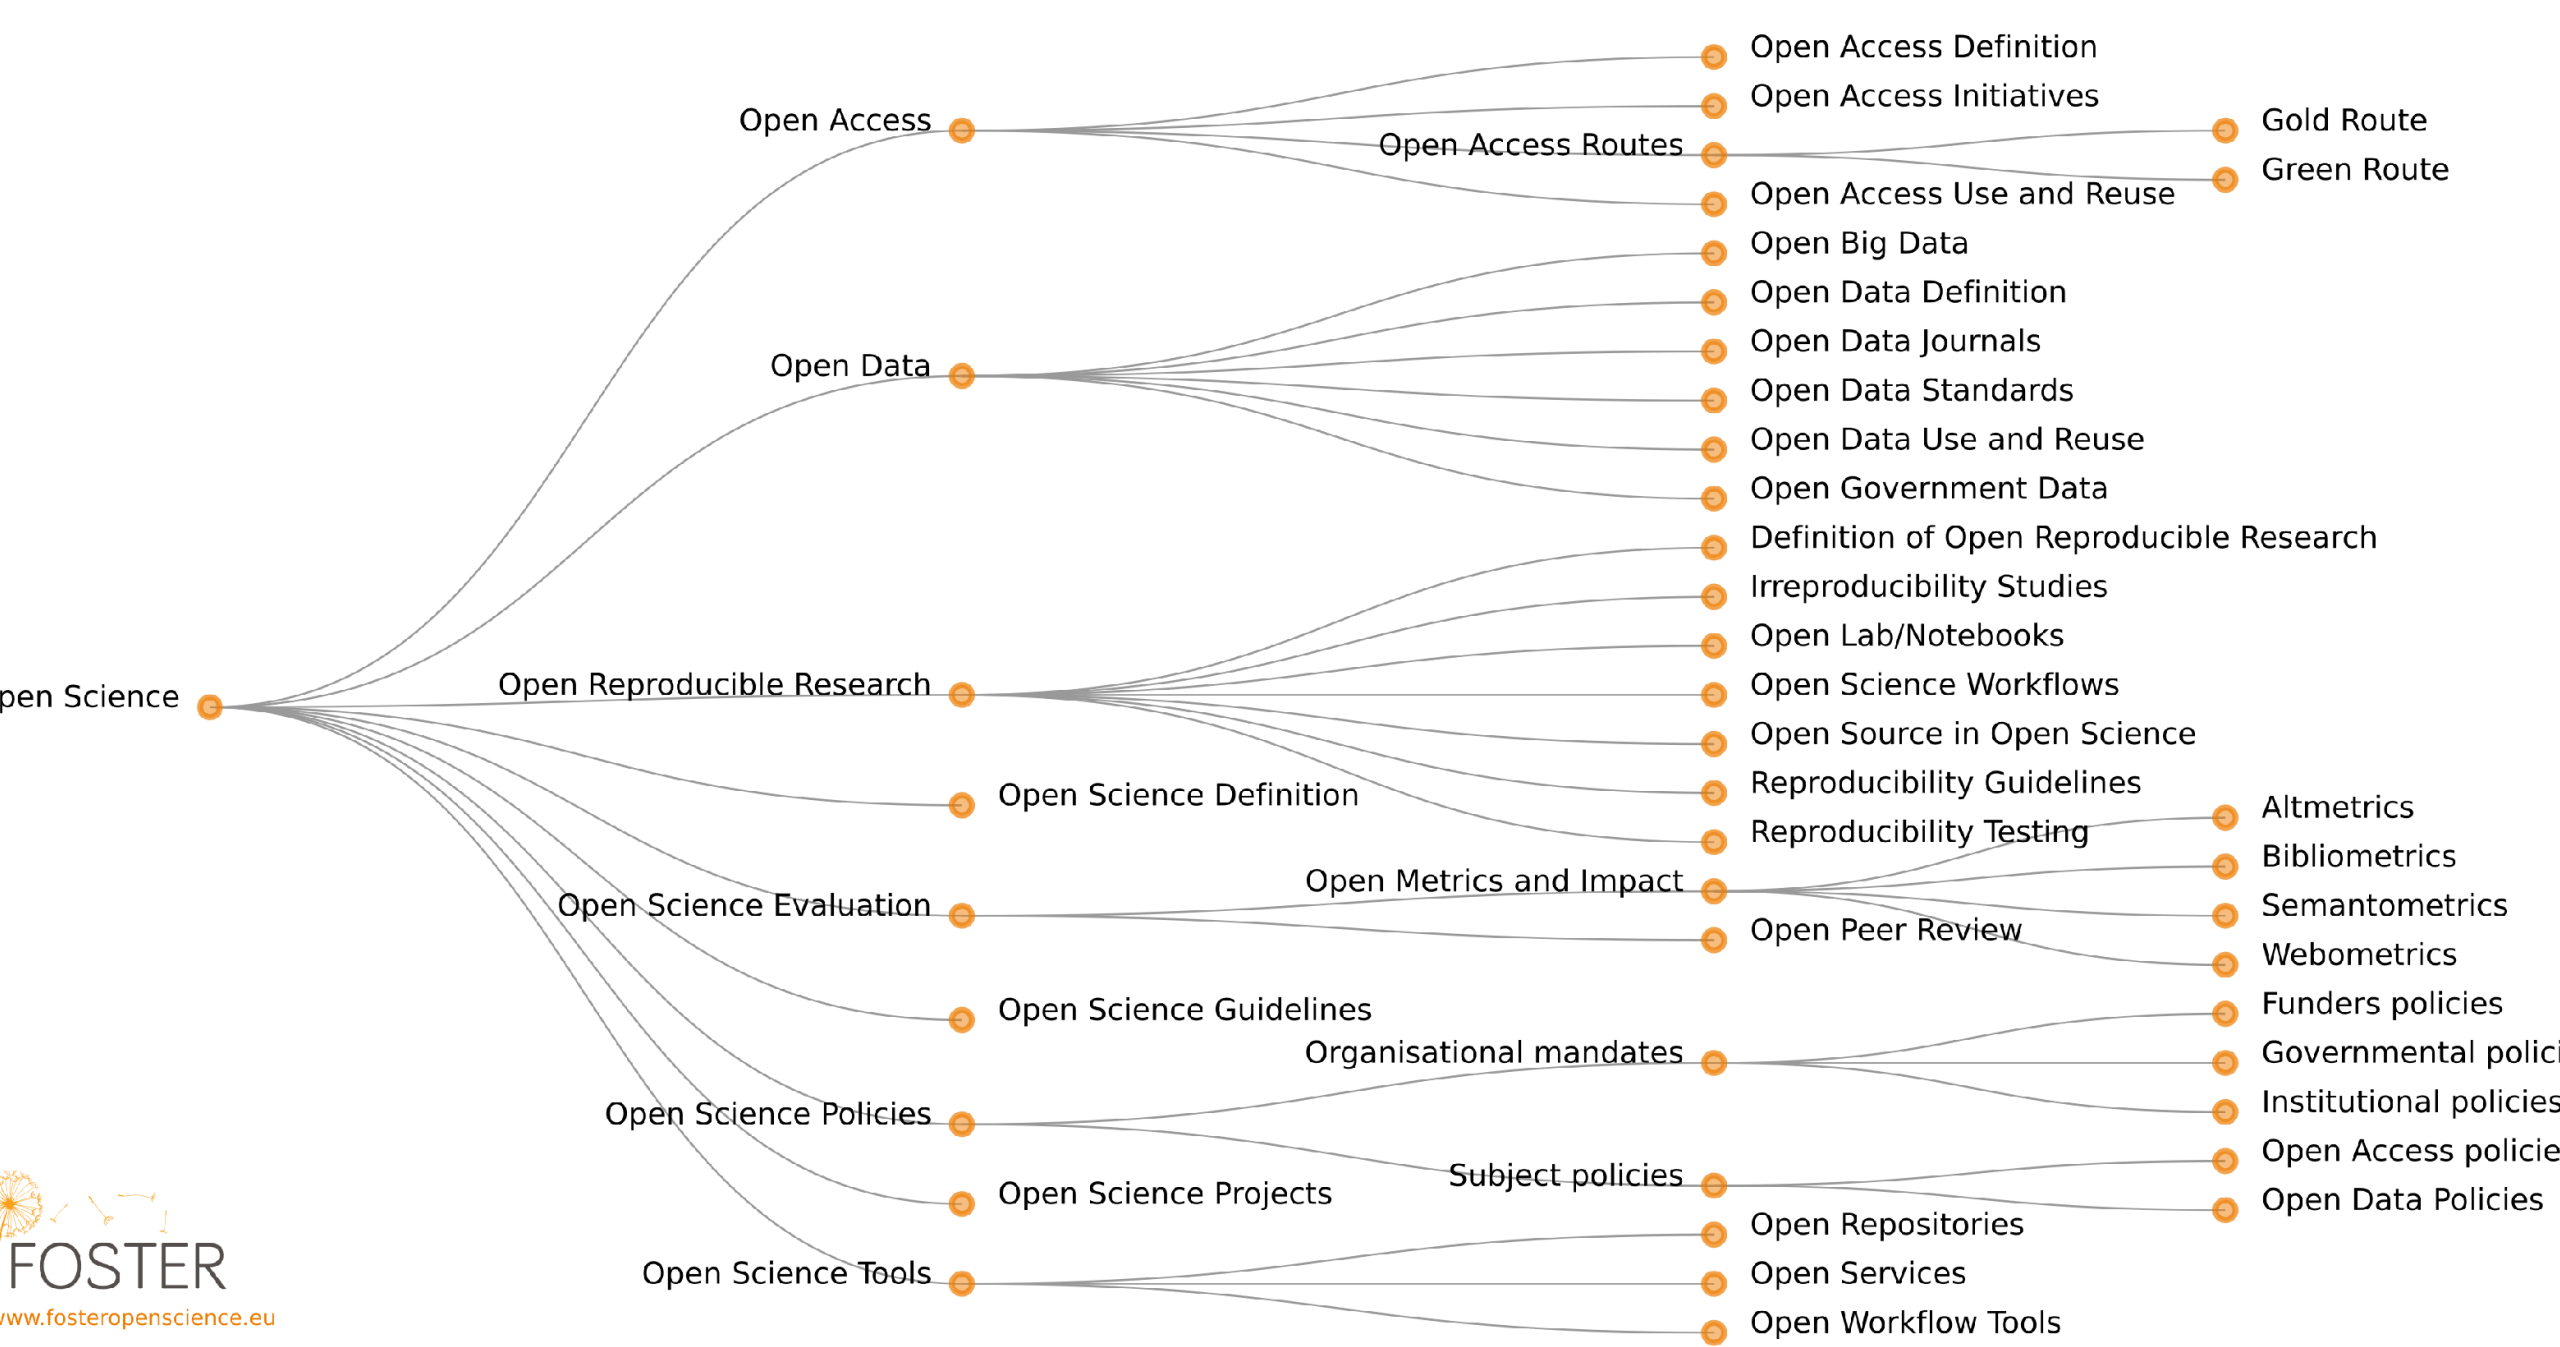 Open Access Definition
Open Access Initiatives
Open Access
Gold Route
Open Access Routes
Green Route
Open Access Use and Reuse
Open Big Data
Open Data Definition
Open Data Journals
Open Data
Open Data Standards
Open Data Use and Reuse
Open Government Data
Definition of Open Reproducible Research
Irreproducibility Studies
Open Lab/Notebooks
pen Science
Open Reproducible Research
Open Science Workflows
Open Source in Open Science
Reproducibility Guidelines
Open Science Definition
Altmetrics
Reproducibility Testing
Bibliometrics
Open Metrics and Impact
Open Science Evaluation
Semantometrics
Open Peer Review
Webometrics
Funders policies
Open Science Guidelines
Organisational mandates
Governmental polici
Institutional policies
Open Science Policies
Open Access policie
Subject policies
Open Science Projects
Open Data Policies
Open Repositories
Open Science Tools
Open Services
Open Workflow Tools
FOSTER
www.fosteropenscience.eu